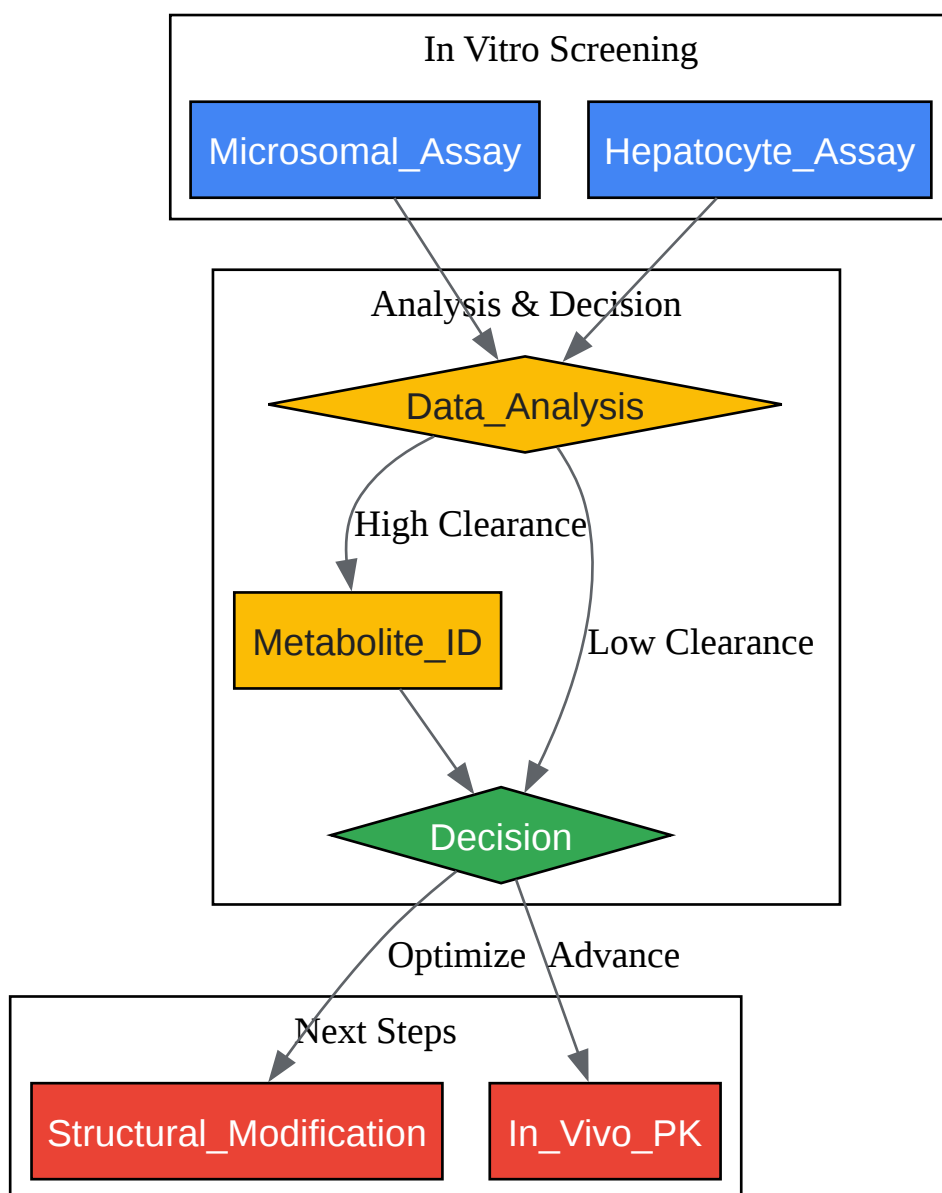 In Vitro Screening
Microsomal_Assay
Hepatocyte_Assay
Analysis & Decision
Data_Analysis
High Clearance
Metabolite_ID
Low Clearance
Decision
Optimize
Advance
Next Steps
Structural_Modification
In_Vivo_PK